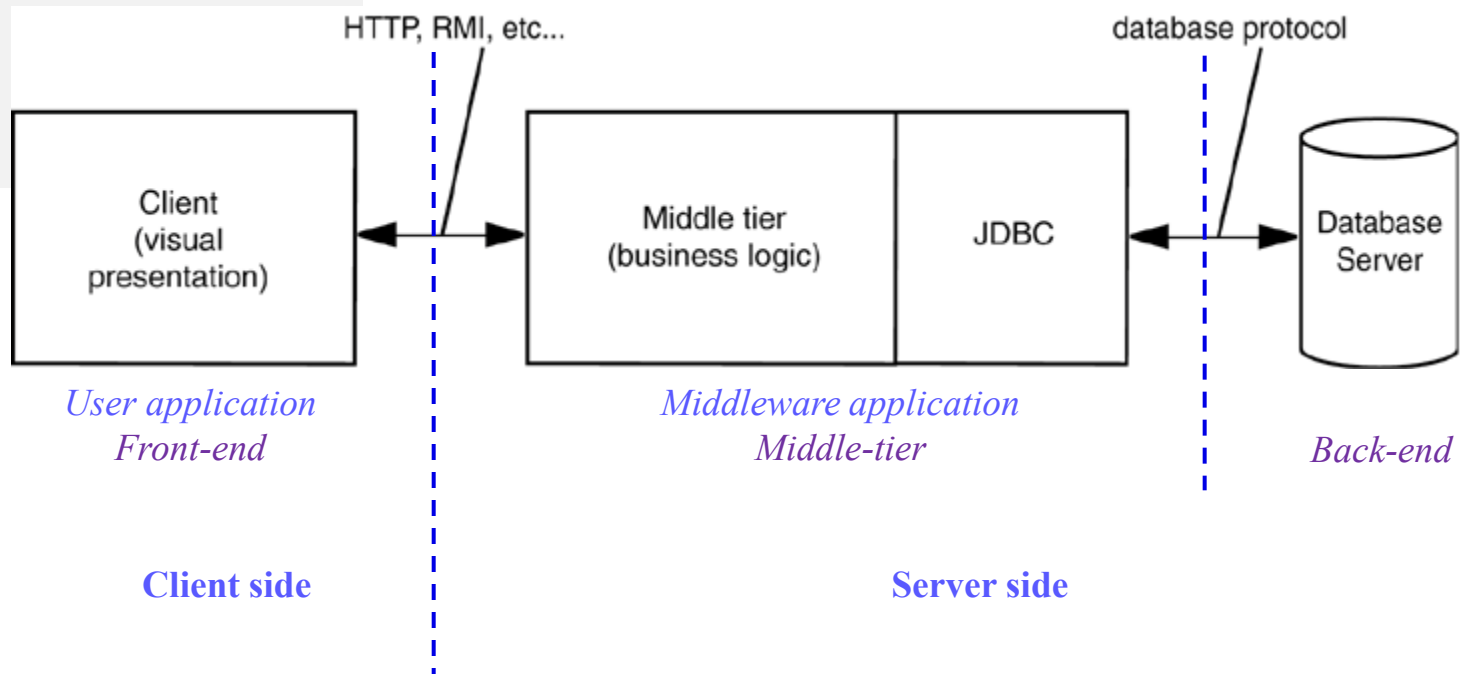 HTTP, RMI, etc...
database protocol
Client
(visual
presentation)
Middle tier
(business logic)
JDBC
Database
Server
User application
Front-end
Middleware application
Middle-tier
Back-end
Client side
Server side